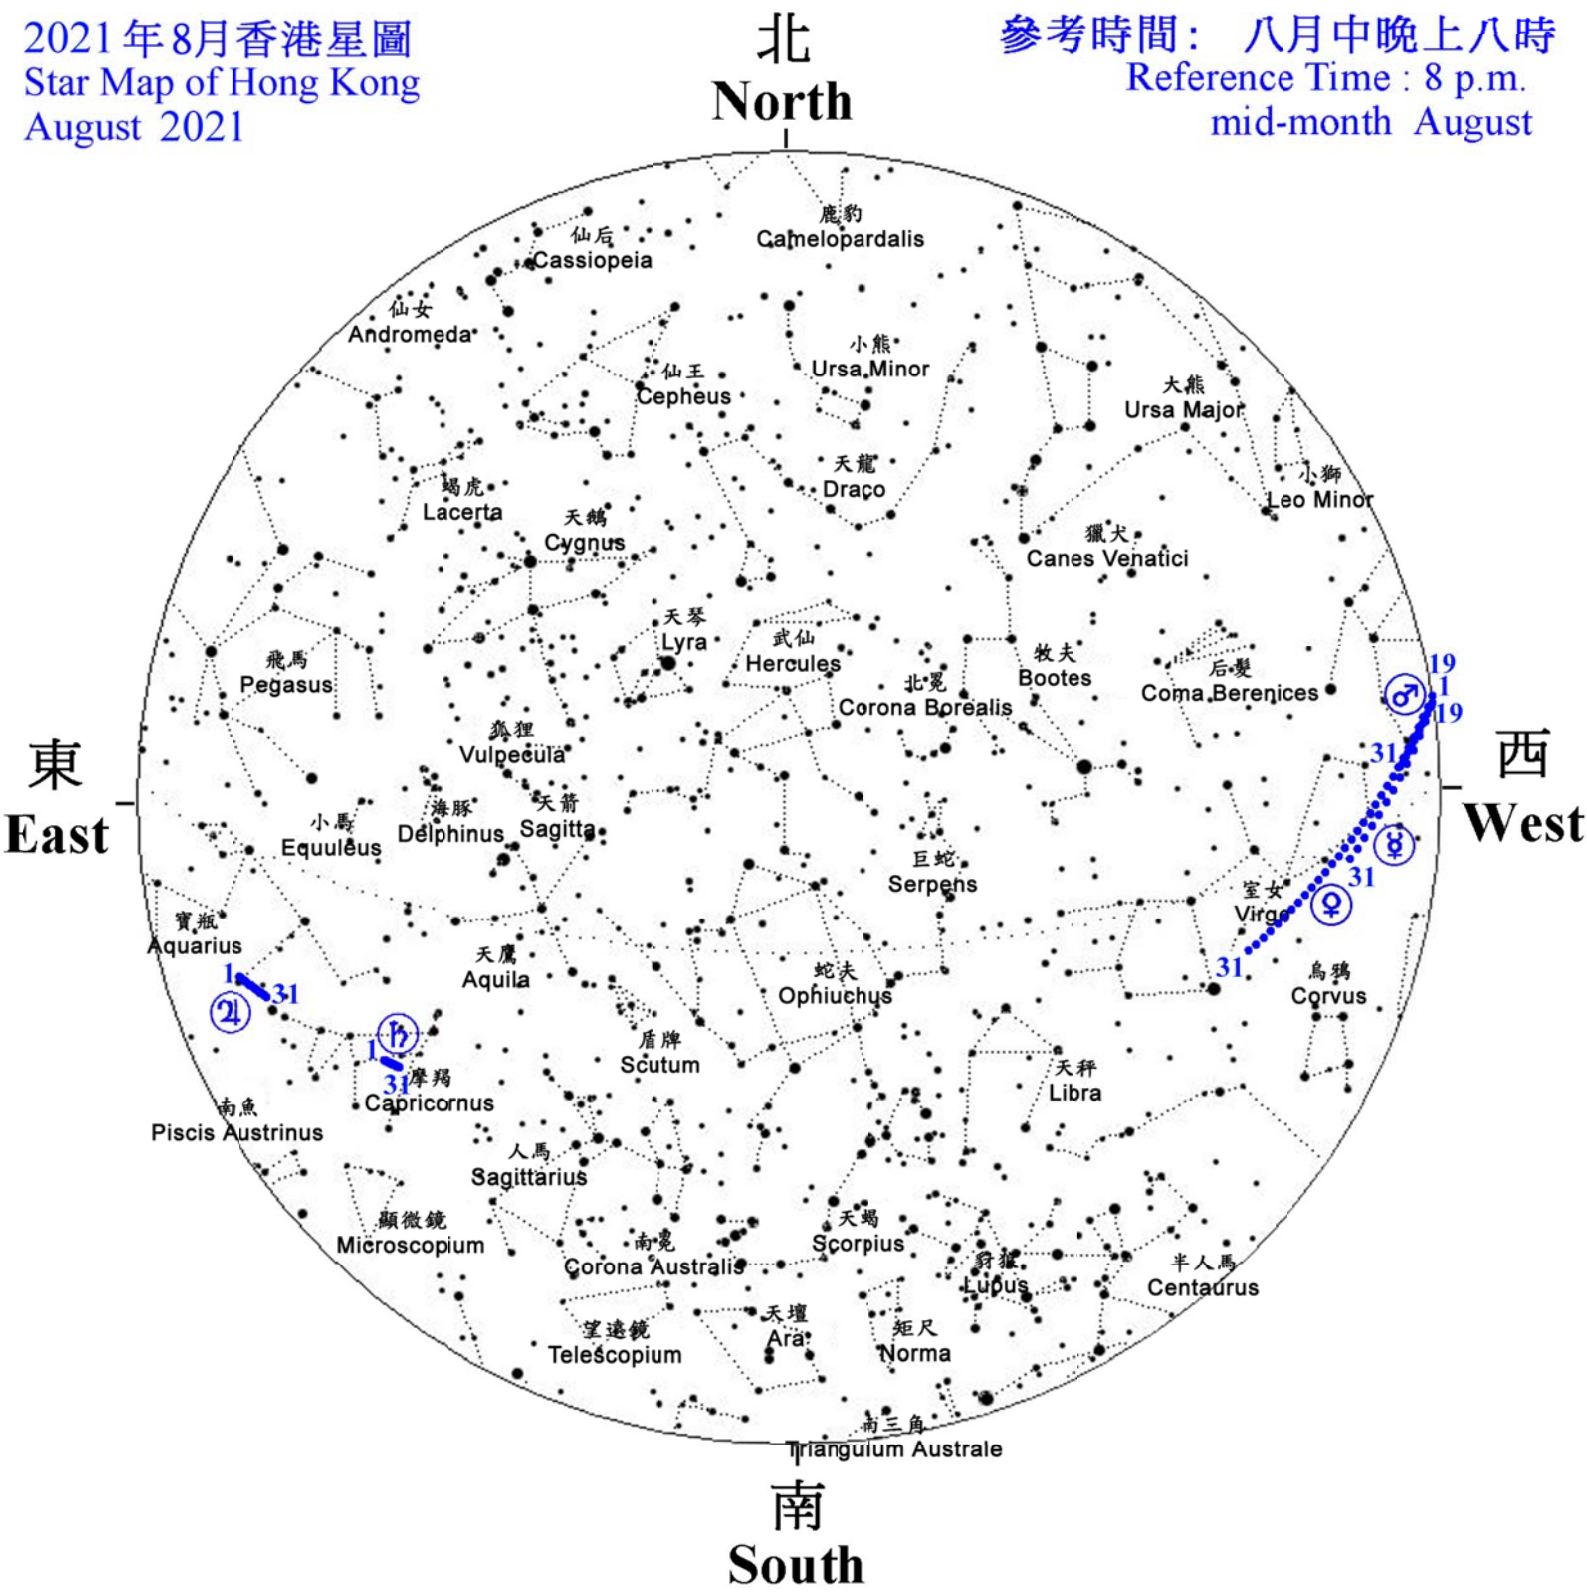 2021年8月香港星圖
Star Map of Hong Kong
August 2021
北
North
參考時間： 八月中晚上八時
Reference Time : 8 p.m.
mid-month August
鹿豹
Camelopardalis
仙后
Cassiopeia
仙女
Andromeda
小熊
Ursa Minor
仙王
Cepheus
大熊
Ursa Major
天龍
Draco
小獅
Leo Minor
蝎虎
Lacerta
天鵝
Cygnus
獵犬
Canes Venatici
天琴
Lyra
武仙
Hercules
牧夫
Bootes
后髮
Coma Berenices
飛馬
Pegasus
北冕
Corona Borealis
19
♂
1
19
31
狐狸
Vulpecula
東
East
西
West
小馬
Equuleus
海豚
Delphinus
天箭
Sagitta
巨蛇
Serpens
☿
31
室女
Virgo
♀
31
寶瓶
Aquarius
天鷹
Aquila
蛇夫
Ophiuchus
烏鴉
Corvus
1
31
♃
盾牌
Scutum
♄
1
31
摩羯
Capricornus
天秤
Libra
南魚
Piscis Austrinus
人馬
Sagittarius
顯微鏡
Microscopium
南冕
Corona Australis
天蝎
Scorpius
豺狼
Lupus
半人馬
Centaurus
望遠鏡
Telescopium
天壇
Ara
矩尺
Norma
南三角
Triangulum Australe
南
South